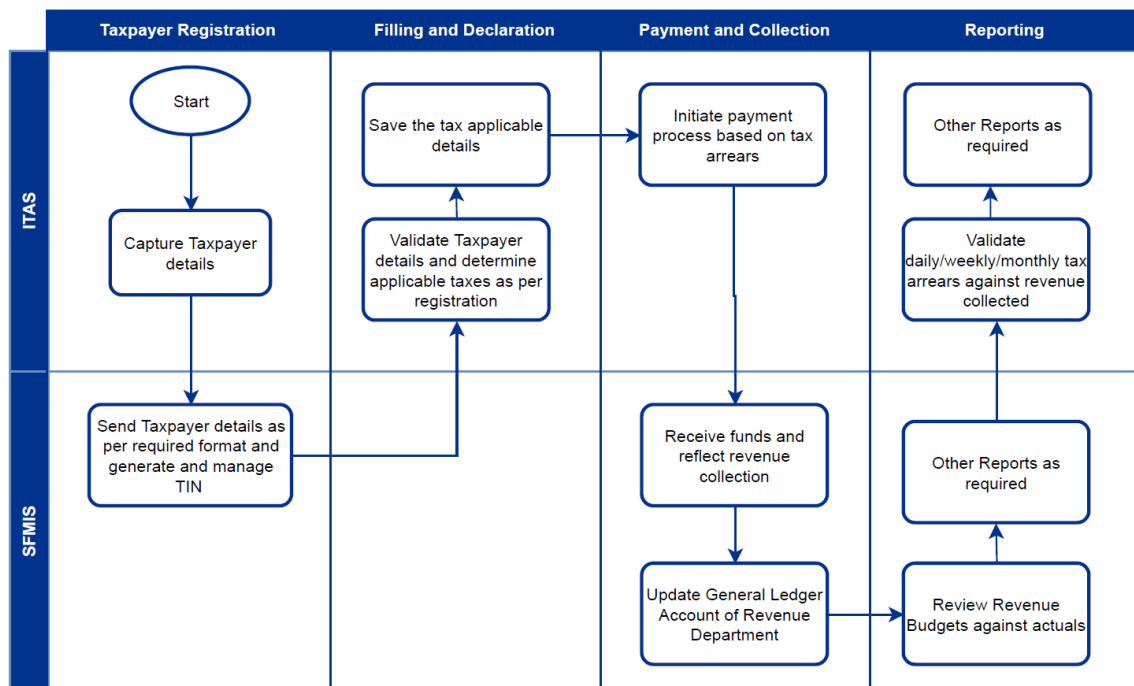 Taxpayer Registration
Filling and Declaration
Payment and Collection
Reporting
ITAS
Start
Capture Taxpayer
details
Save the tax applicable
details
Validate Taxpayer
details and determine
applicable taxes as per
registration
Initiate payment
process based on tax
arrears
Other Reports as
required
Validate
daily/weekly/monthly tax
arrears against revenue
collected
SFMIS
Send Taxpayer details as
per required format and
generate and manage
TIN
Receive funds and
reflect revenue
collection
Update General Ledger
Account of Revenue
Department
Other Reports as
required
Review Revenue
Budgets against actuals